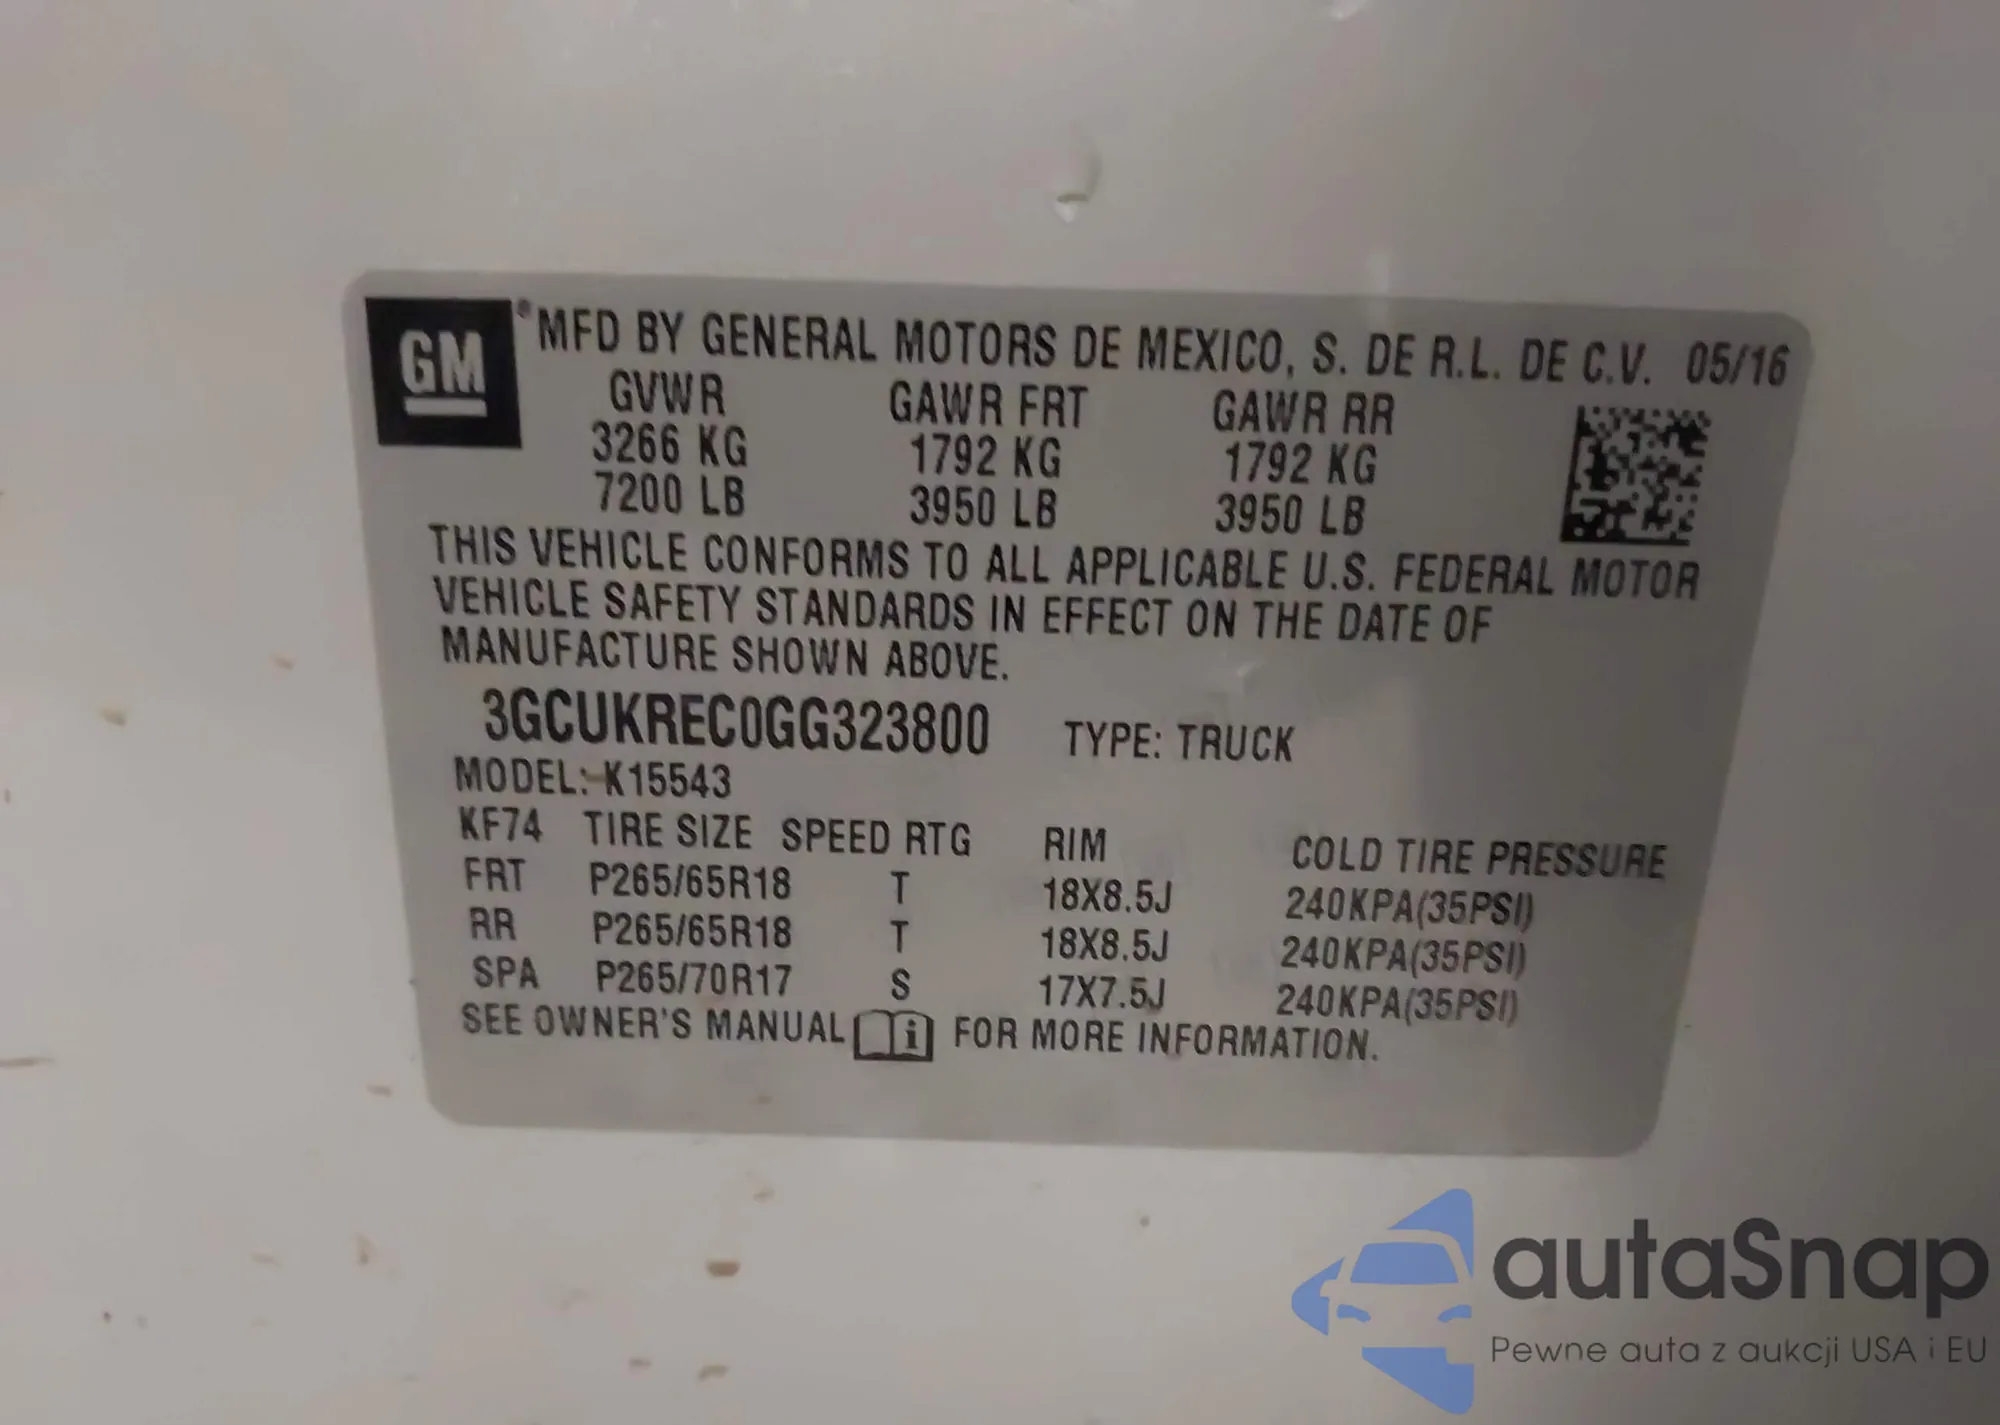 GM ® MFD BY GENERAL MOTORS DE MEXICO, S. DE R.L. DE C.V. 05/16
GVWR GAWR FRT GAWR RR
3266 KG 1792 KG 1792 KG
7200 LB 3950 LB 3950 LB
THIS VEHICLE CONFORMS TO ALL APPLICABLE U.S. FEDERAL MOTOR
VEHICLE SAFETY STANDARDS IN EFFECT ON THE DATE OF
MANUFACTURE SHOWN ABOVE.
3GCUKREC0GG323800 TYPE: TRUCK
MODEL: K15543
KF74 TIRE SIZE SPEED RTG RIM COLD TIRE PRESSURE
FRT P265/65R18 T 18X8.5J 240KPA(35PSI)
RR P265/65R18 T 18X8.5J 240KPA(35PSI)
SPA P265/70R17 S 17X7.5J 240KPA(35PSI)
SEE OWNER'S MANUAL i FOR MORE INFORMATION.
autaSnap
Pewne auta z aukcji USA i EU